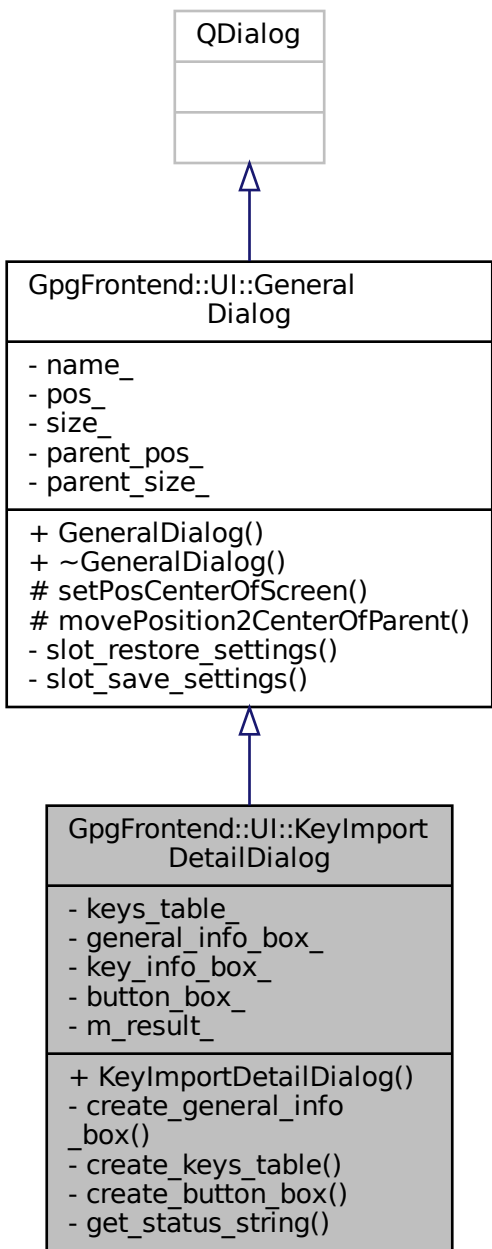 QDialog
GpgFrontend::UI::General
Dialog
- name_
- pos_
- size_
- parent_pos_
- parent_size_
+ GeneralDialog()
+ ~GeneralDialog()
# setPosCenterOfScreen()
# movePosition2CenterOfParent()
- slot_restore_settings()
- slot_save_settings()
GpgFrontend::UI::KeyImport
DetailDialog
- keys_table_
- general_info_box_
- key_info_box_
- button_box_
- m_result_
+ KeyImportDetailDialog()
- create_general_info
_box()
- create_keys_table()
- create_button_box()
- get_status_string()